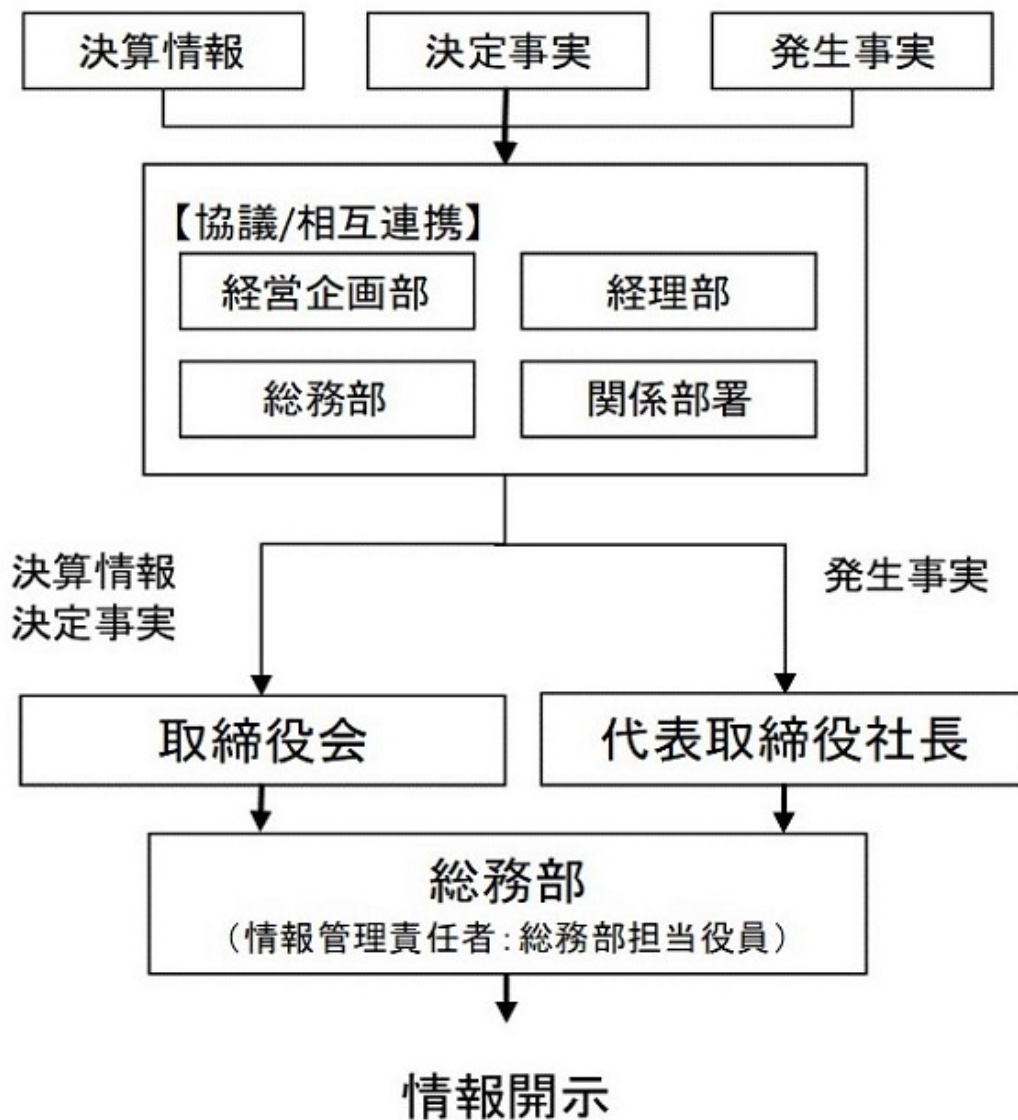 決算情報
決定事実
発生事実
【協議/相互連携】
経営企画部
経理部
総務部
関係部署
決算情報
決定事実
発生事実
取締役会
代表取締役社長
総務部
（情報管理責任者：総務部担当役員）
情報開示